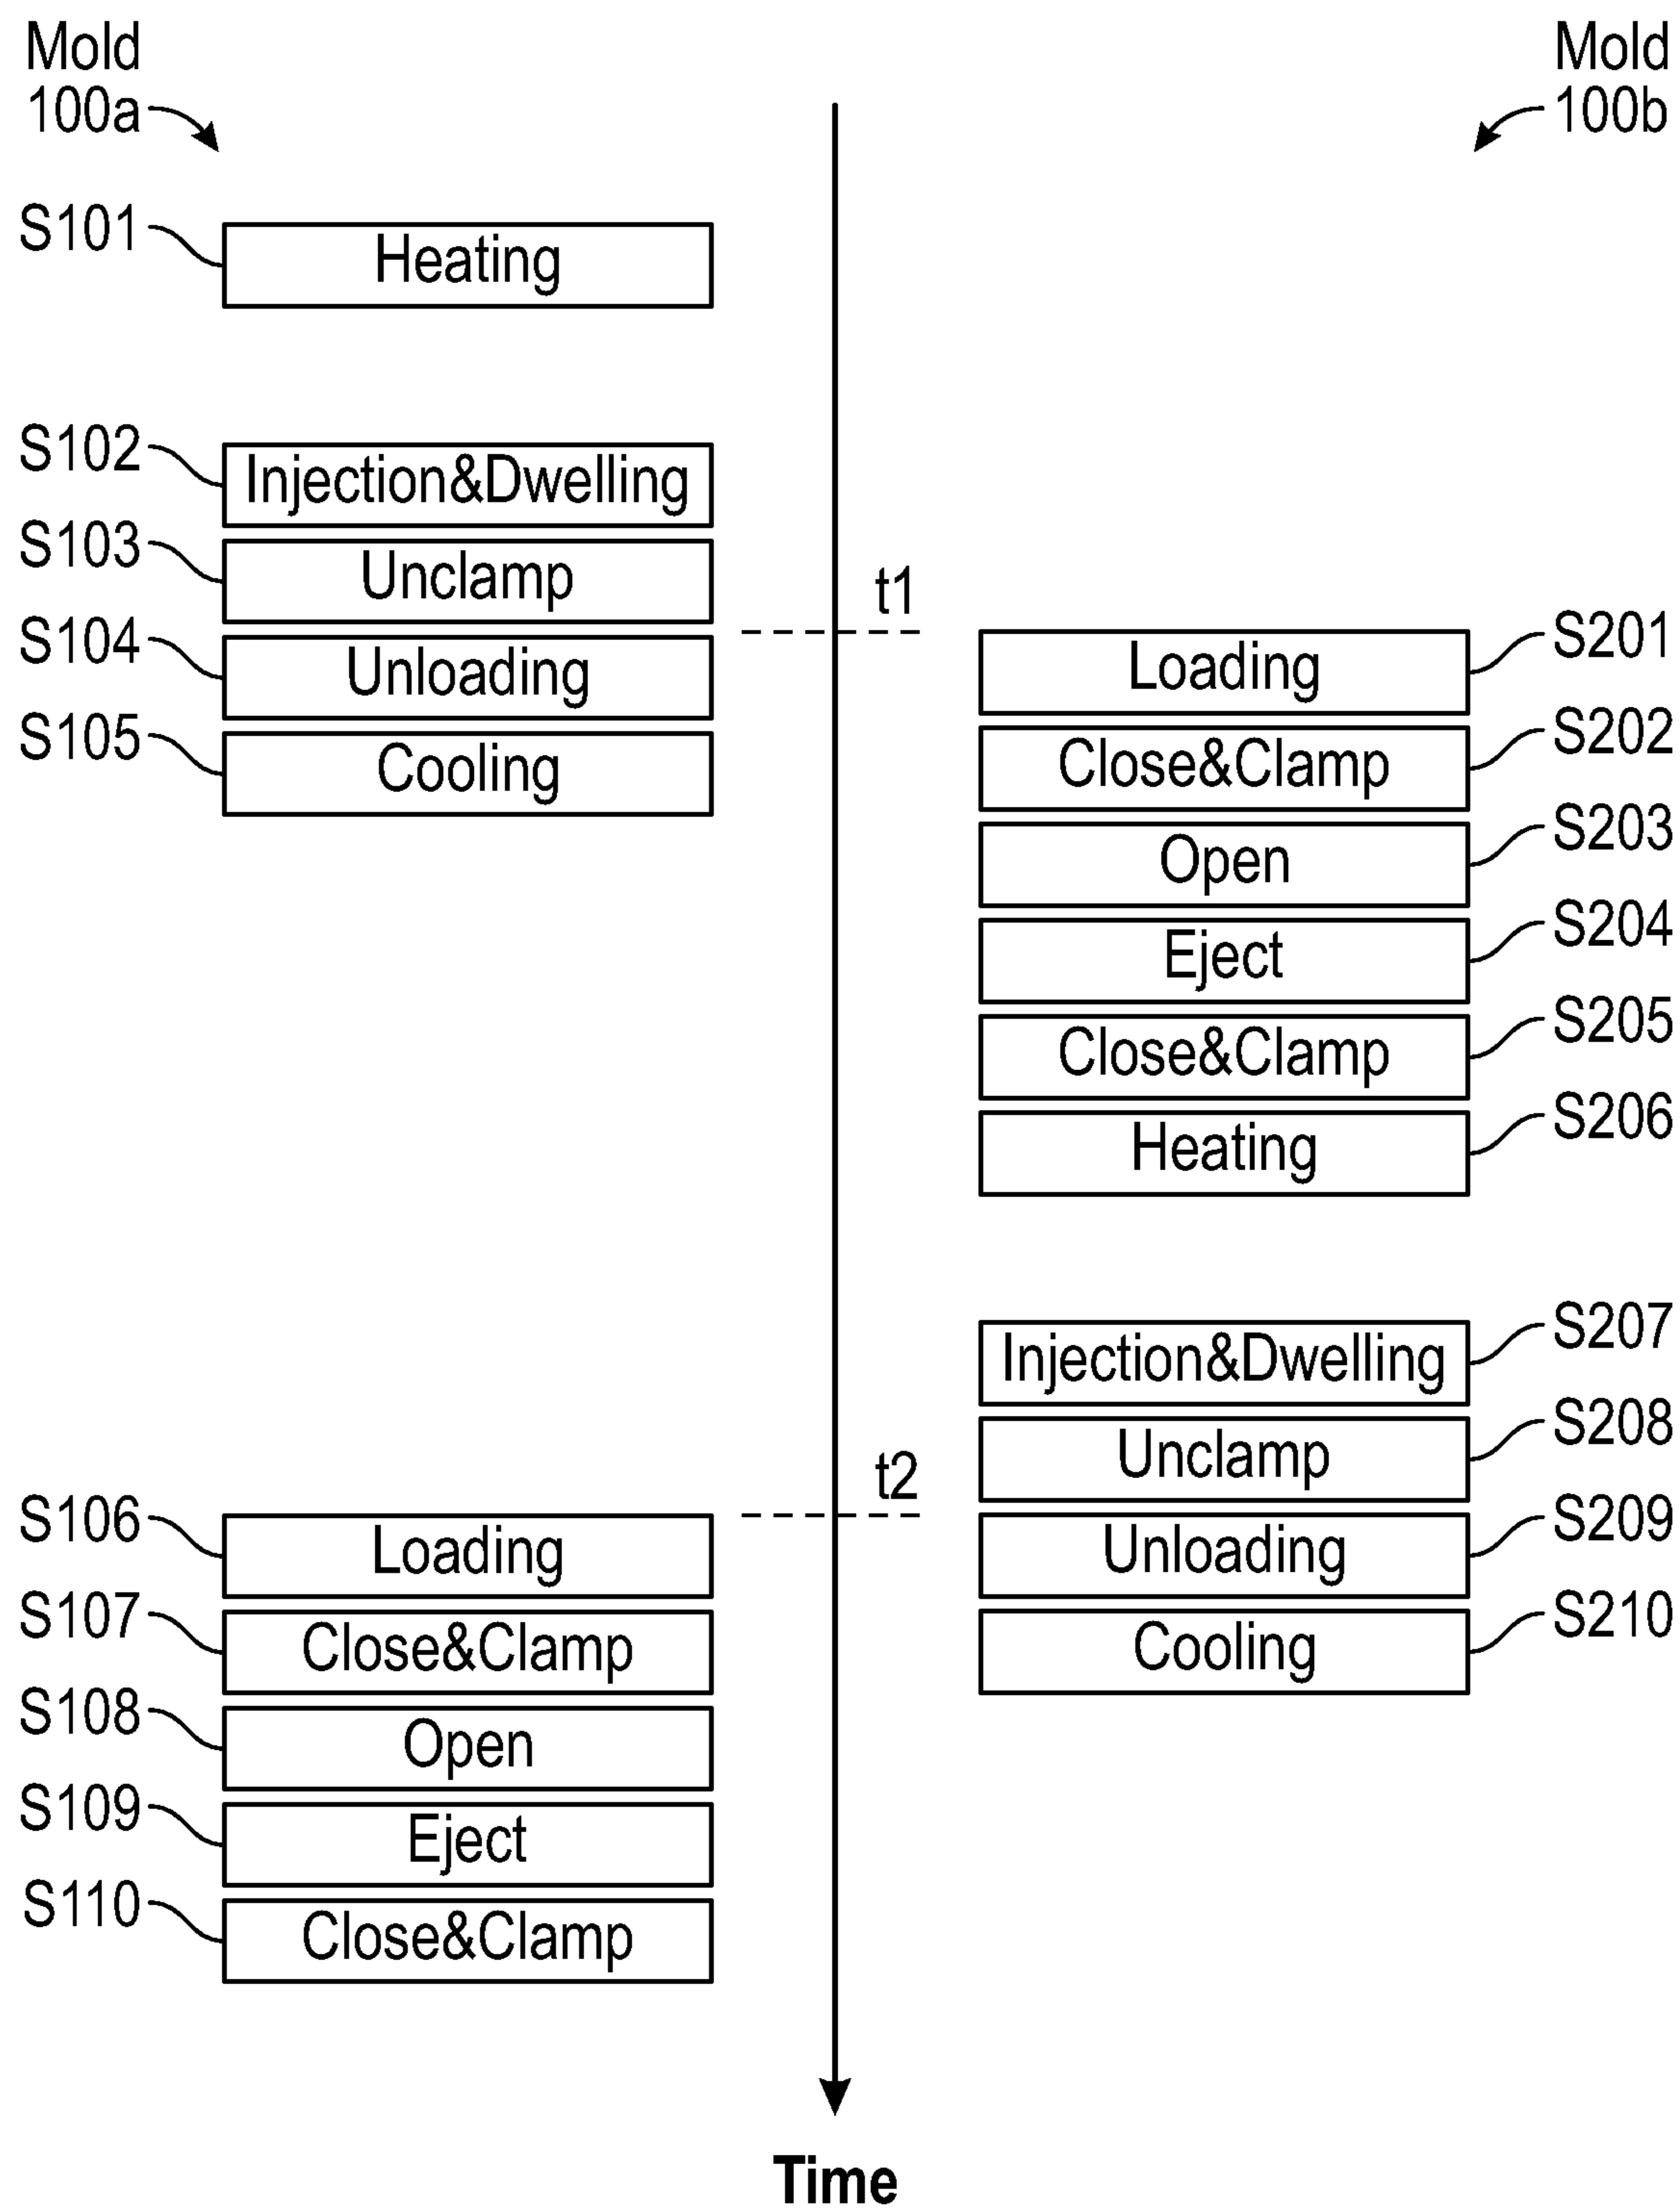 Mold
100a
Mold
100b
S101
Heating
S102
Injection&Dwelling
S103
Unclamp
t1
S104
Unloading
Loading
S201
S105
Cooling
Close&Clamp
S202
Open
S203
Eject
S204
Close&Clamp
S205
Heating
S206
Injection&Dwelling
S207
Unclamp
S208
t2
S106
Loading
Unloading
S209
S107
Close&Clamp
Cooling
S210
S108
Open
S109
Eject
S110
Close&Clamp
Time